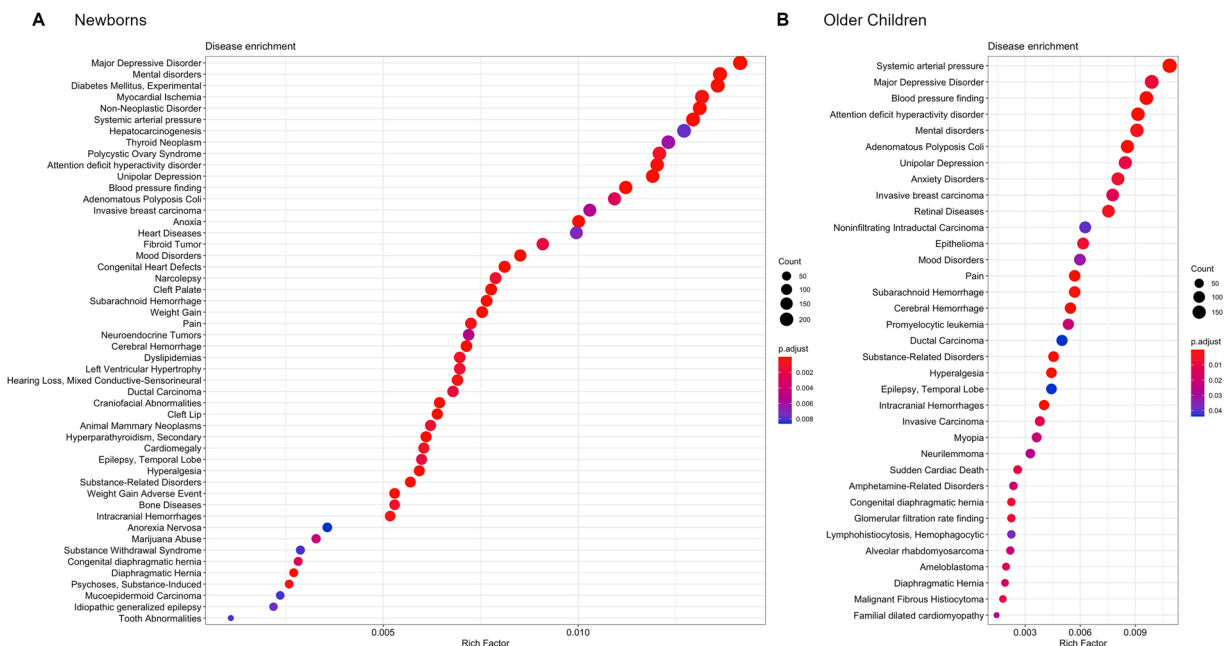 A Newborns
Disease enrichment
Major Depressive Disorder
Mental disorders
Diabetes Mellitus, Experimental
Myocardial Ischemia
Non-Neoplastic Disorder
Systemic arterial pressure
Hepatocarcinogenesis
Thyroid Neoplasm
Polycystic Ovary Syndrome
Attention deficit hyperactivity disorder
Unipolar Depression
Blood pressure finding
Adenomatous Polyposis Coli
Invasive breast carcinoma
Anoxia
Heart Diseases
Fibroid Tumor
Mood Disorders
Congenital Heart Defects
Narcolepsy
Cleft Palate
Subarachnoid Hemorrhage
Weight Gain
Pain
Neuroendocrine Tumors
Cerebral Hemorrhage
Dyslipidemias
Left Ventricular Hypertrophy
Hearing Loss, Mixed Conductive-Sensorineural
Ductal Carcinoma
Craniofacial Abnormalities
Cleft Lip
Animal Mammary Neoplasms
Hyperparathyroidism, Secondary
Cardiomegaly
Epilepsy, Temporal Lobe
Hyperalgesia
Substance-Related Disorders
Weight Gain Adverse Event
Bone Diseases
Intracranial Hemorrhages
Anorexia Nervosa
Marijuana Abuse
Substance Withdrawal Syndrome
Congenital diaphragmatic hernia
Diaphragmatic Hernia
Psychoses, Substance-Induced
Mucoepidermoid Carcinoma
Idiopathic generalized epilepsy
Tooth Abnormalities
0.005 0.010
Rich Factor
Count
50
100
150
200
p.adjust
0.002
0.004
0.006
0.008
B Older Children
Disease enrichment
Systemic arterial pressure
Major Depressive Disorder
Blood pressure finding
Attention deficit hyperactivity disorder
Mental disorders
Adenomatous Polyposis Coli
Unipolar Depression
Anxiety Disorders
Invasive breast carcinoma
Retinal Diseases
Noninfiltrating Intraductal Carcinoma
Epithelioma
Mood Disorders
Pain
Subarachnoid Hemorrhage
Cerebral Hemorrhage
Promyelocytic leukemia
Ductal Carcinoma
Substance-Related Disorders
Hyperalgesia
Epilepsy, Temporal Lobe
Intracranial Hemorrhages
Invasive Carcinoma
Myopia
Neurilemmoma
Sudden Cardiac Death
Amphetamine-Related Disorders
Congenital diaphragmatic hernia
Glomerular filtration rate finding
Lymphohistiocytosis, Hemophagocytic
Alveolar rhabdomyosarcoma
Ameloblastoma
Diaphragmatic Hernia
Malignant Fibrous Histiocytoma
Familial dilated cardiomyopathy
0.003 0.006 0.009
Rich Factor
Count
50
100
150
p.adjust
0.01
0.02
0.03
0.04